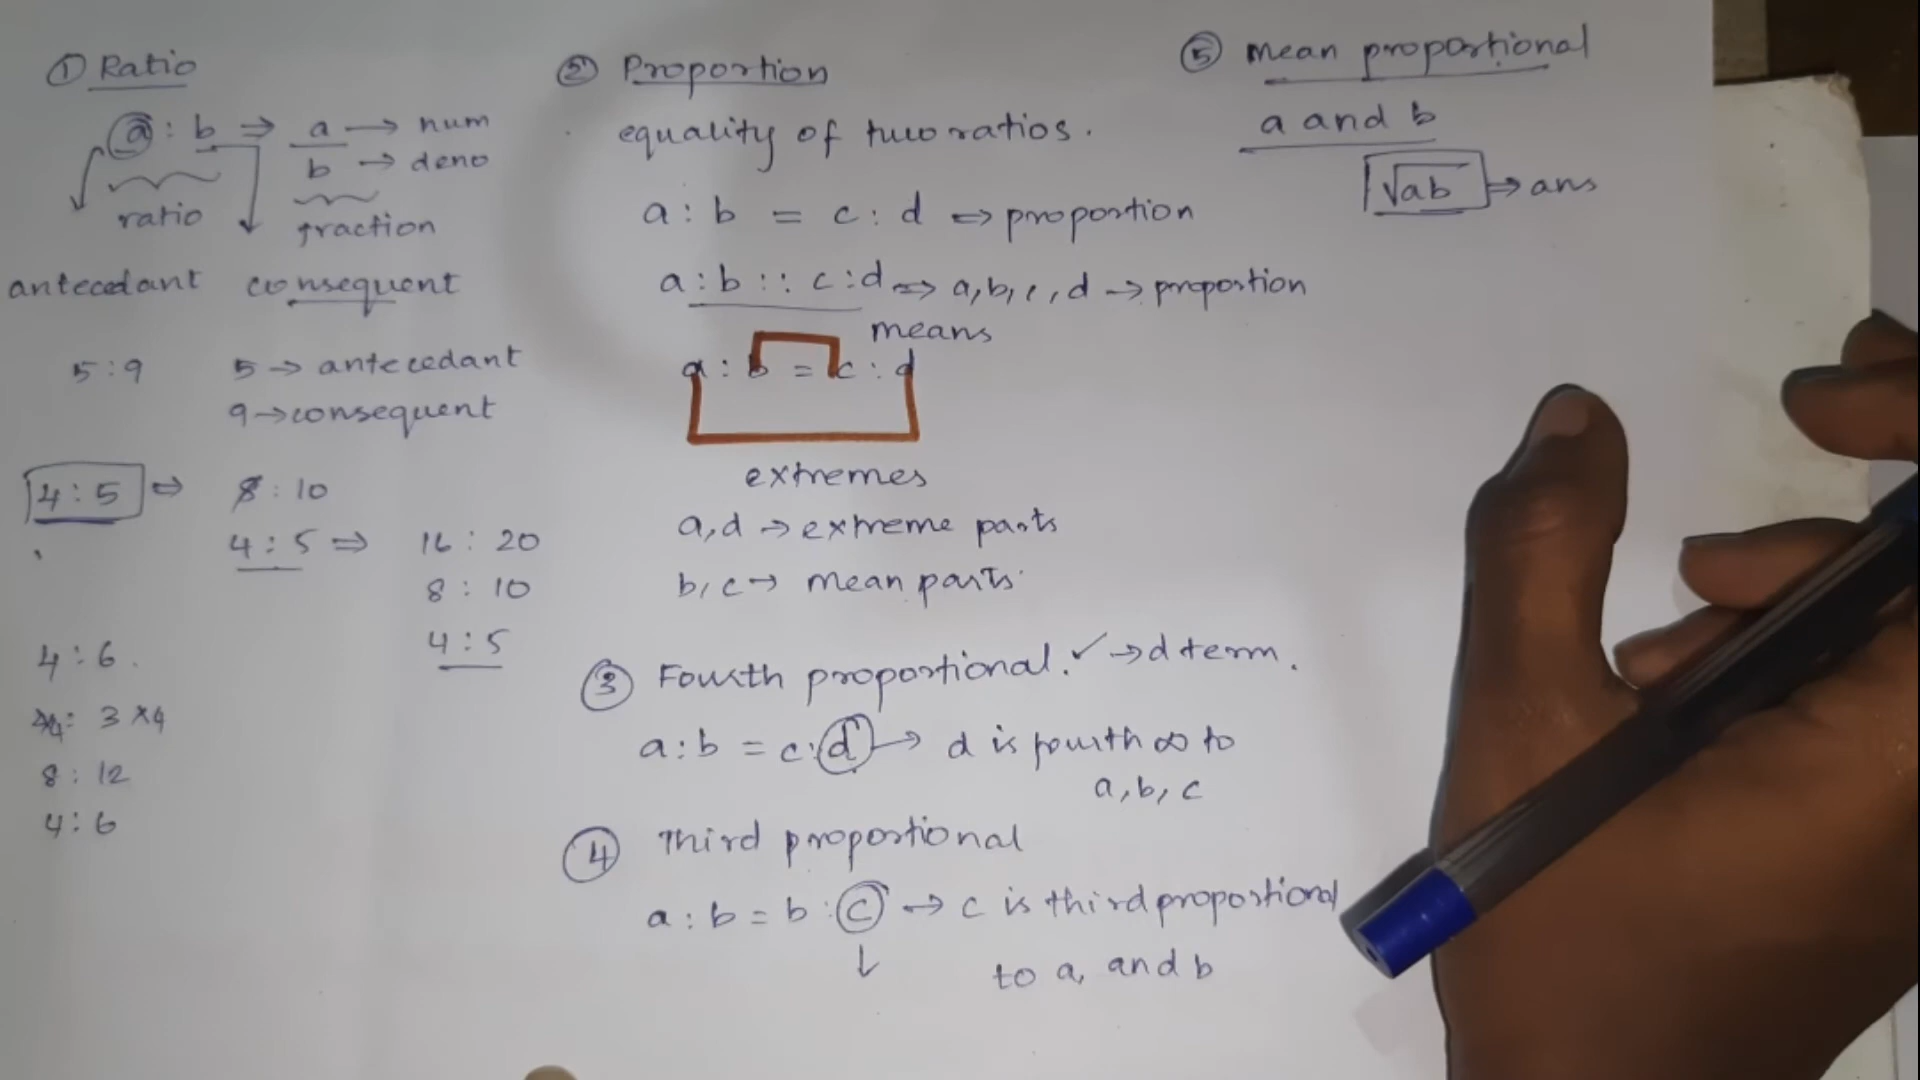 ① Ratio
a : b ⇒ a/b → num
→ deno
ratio
fraction
antecedant consequent
5 : 9 5 → antecedant
9 → consequent
4 : 5 ⇒ 8 : 10
4 : 5 ⇒ 16 : 20
8 : 10
4 : 5
4 : 6
3 x4
8 : 12
4 : 6
② Proportion
equality of two ratios.
a : b = c : d ⇒ proportion
a : b :: c : d ⇒ a, b, c, d → proportion
means
a : b = c : d
extremes
a, d → extreme parts
b, c → mean parts
③ Fourth proportional. ✓ → d term.
a : b = c : d → d is fourth ∞ to
a, b, c
④ Third proportional
a : b = b : c → c is third proportional
to a, and b
⑤ mean proportional
a and b
√ab ⇒ ans